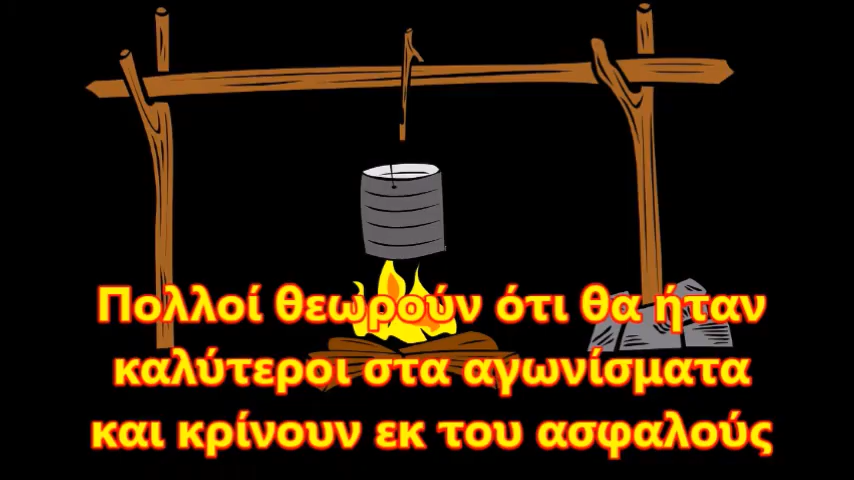 Πολλοί θεωρούν ότι θα ήταν
καλύτεροι στα αγωνίσματα
και κρίνουν εκ του ασφαλούς